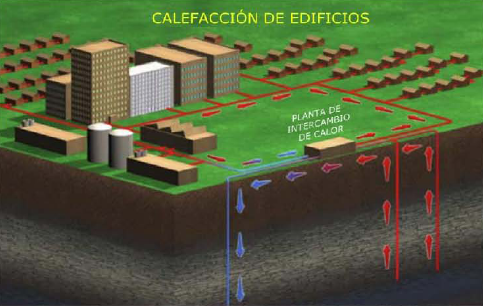 CALEFACCIÓN DE EDIFICIOS
PLANTA DE
INTERCAMBIO
DE CALOR